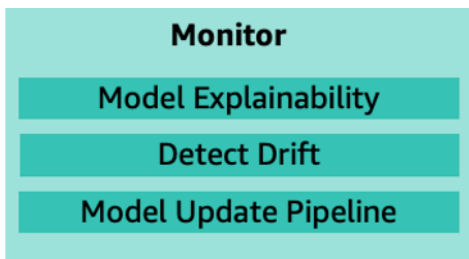 Monitor
Model Explainability
Detect Drift
Model Update Pipeline